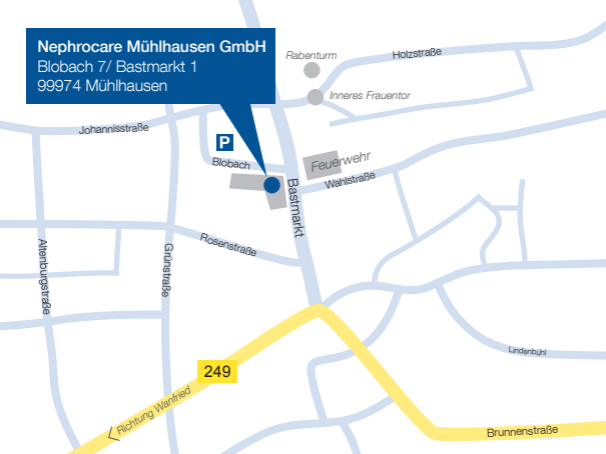 Nephrocare Mühlhausen GmbH
Blobach 7/ Bastmarkt 1
99974 Mühlhausen
Rabenturm
Holzstraße
Inneres Frauentor
Johannisstraße
P
Blobach
Feuerwehr
Wahlstraße
Bastmarkt
Rosenstraße
Altenburgstraße
Grünstraße
Lindenbühl
249
Richtung Wanfried
Brunnenstraße